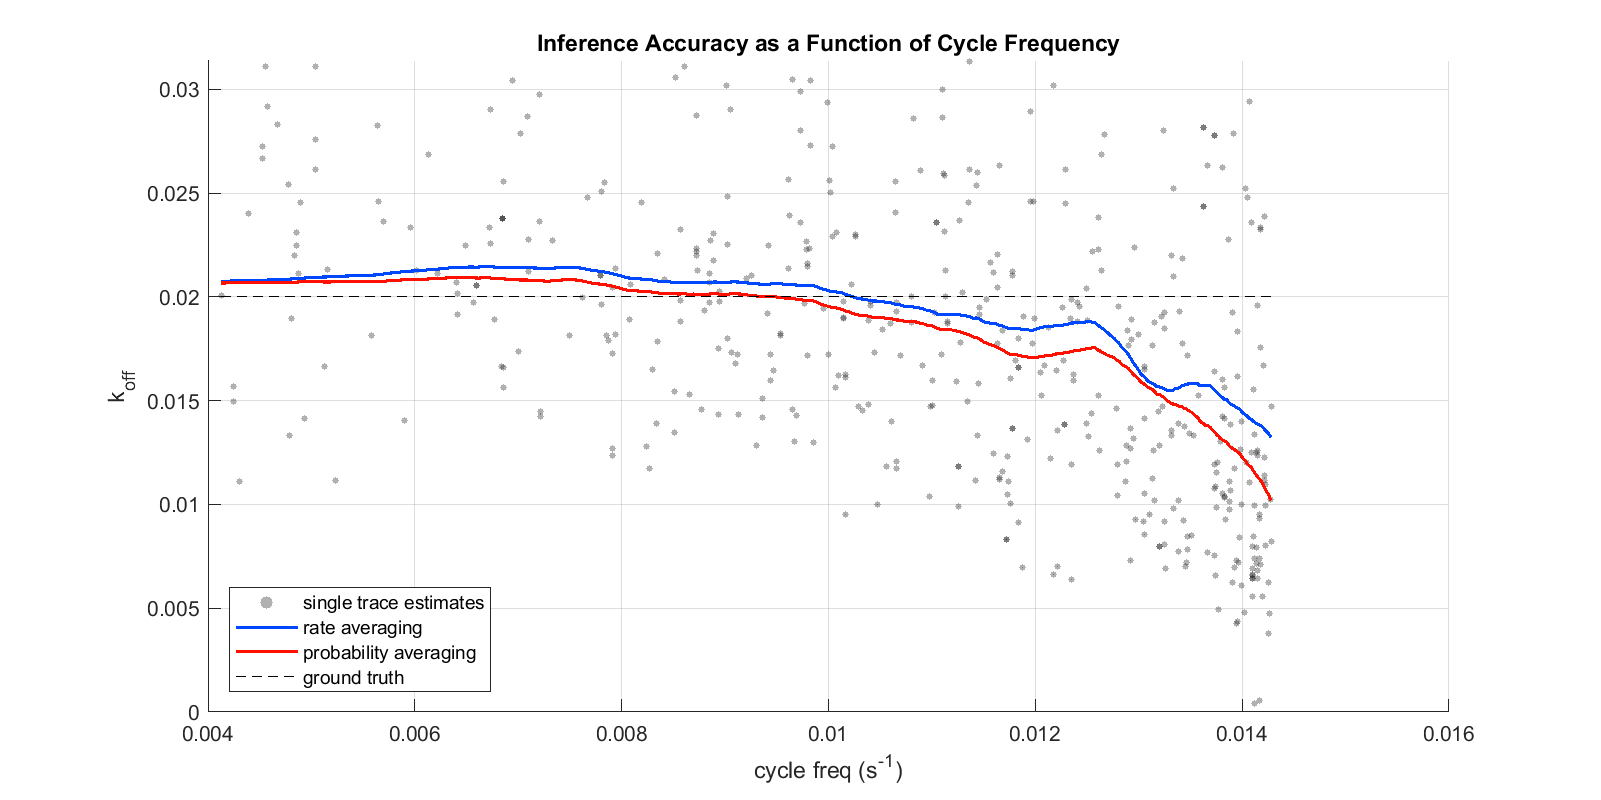 Inference Accuracy as a Function of Cycle Frequency
0.03
0.025
0.02
0.015
0.01
0.005
0
k_off
single trace estimates
rate averaging
probability averaging
ground truth
0.004 0.006 0.008 0.01 0.012 0.014 0.016
cycle freq (s^-1)